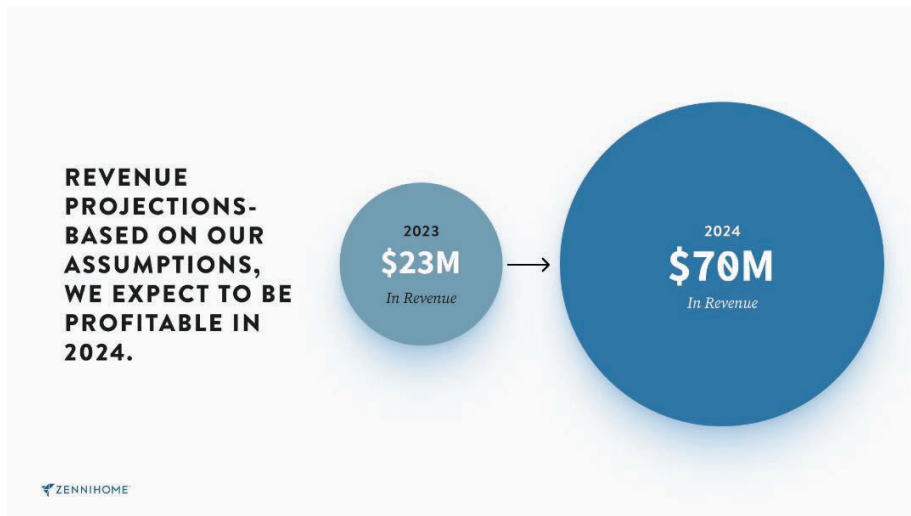 REVENUE
PROJECTIONS-
BASED ON OUR
ASSUMPTIONS,
WE EXPECT TO BE
PROFITABLE IN
2024.
2023
$23M
In Revenue
2024
$70M
In Revenue
ZENNIHOME